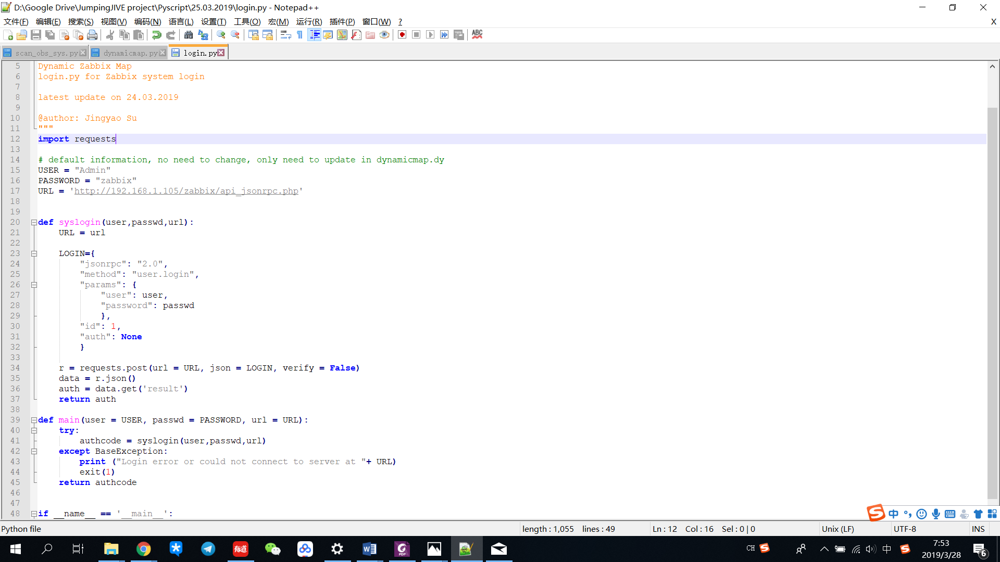 D:\Google Drive\JumpingJIVE project\Pyscript\25.03.2019\login.py - Notepad++
文件(F) 编辑(E) 搜索(S) 视图(V) 编码(N) 语言(L) 设置(T) 工具(O) 宏(M) 运行(R) 插件(P) 窗口(W) ? X
ABC
scan_obs_sys.py dynamicmap.py login.py
5 Dynamic Zabbix Map
6 login.py for Zabbix system login
7
8 latest update on 24.03.2019
9
10 @author: Jingyao Su
11 """
12 import requests
13
14 # default information, no need to change, only need to update in dynamicmap.dy
15 USER = "Admin"
16 PASSWORD = "zabbix"
17 URL = 'http://192.168.1.105/zabbix/api_jsonrpc.php'
18
19
20 def syslogin(user,passwd,url):
21     URL = url
22
23     LOGIN={
24         "jsonrpc": "2.0",
25         "method": "user.login",
26         "params": {
27             "user": user,
28             "password": passwd
29             },
30         "id": 1,
31         "auth": None
32         }
33
34     r = requests.post(url = URL, json = LOGIN, verify = False)
35     data = r.json()
36     auth = data.get('result')
37     return auth
38
39 def main(user = USER, passwd = PASSWORD, url = URL):
40     try:
41         authcode = syslogin(user,passwd,url)
42     except BaseException:
43         print ("Login error or could not connect to server at "+ URL)
44         exit(1)
45     return authcode
46
47
48 if __name__ == '__main__':
S 中
Python file length : 1,055 lines : 49 Ln : 12 Col : 16 Sel : 0 | 0 Unix (LF) UTF-8 INS
有道 W PDF CH S 中 S 7:53 6
2019/3/28